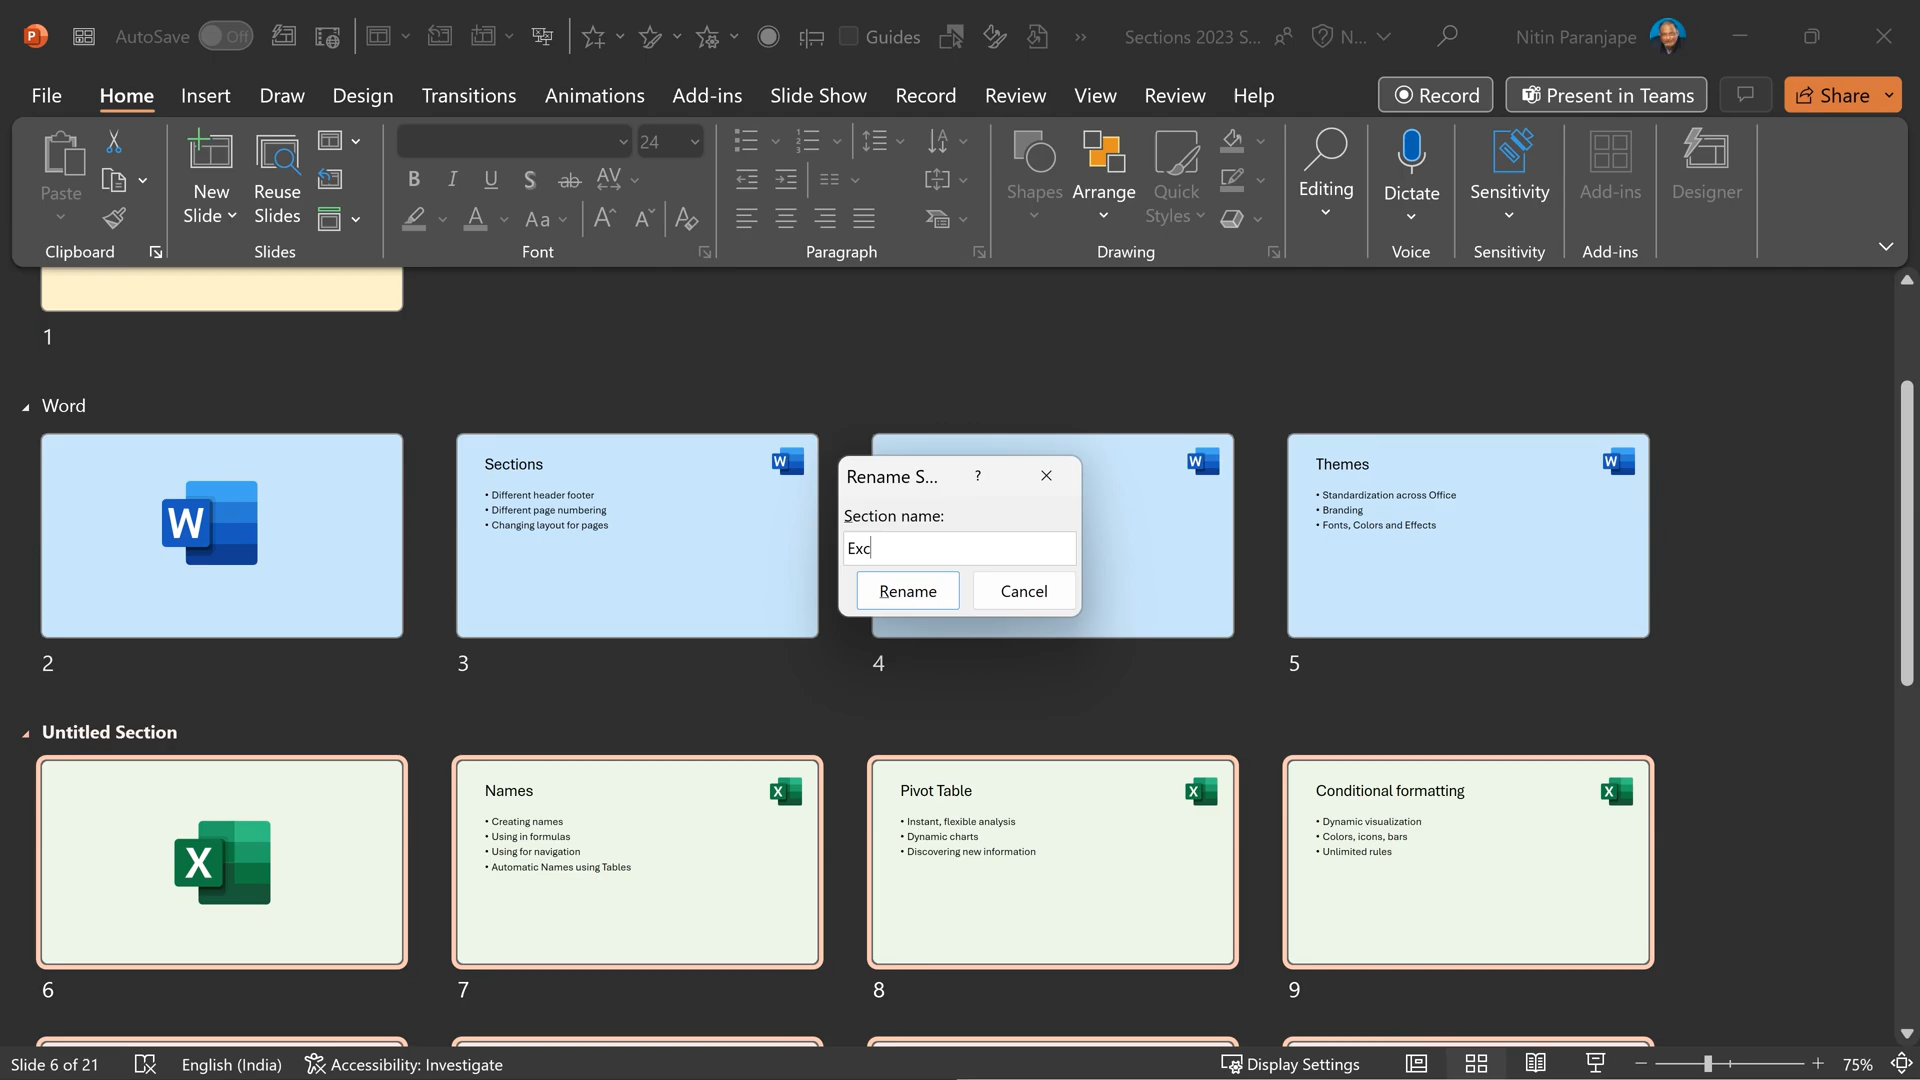 AutoSave Off Guides Sections 2023 S... N... Nitin Paranjape
File Home Insert Draw Design Transitions Animations Add-ins Slide Show Record Review View Review Help Record Present in Teams Share
Paste
New
Slide
Reuse
Slides
24
B I U S ab AV
A Aa A A A
Shapes
Arrange
Quick
Styles
Editing
Dictate
Sensitivity
Add-ins
Designer
Clipboard Slides Font Paragraph Drawing Voice Sensitivity Add-ins
1
Word
W
Sections
• Different header footer
• Different page numbering
• Changing layout for pages
W
W
Themes
• Standardization across Office
• Branding
• Fonts, Colors and Effects
W
Rename S... ?
Section name:
Exc
Rename Cancel
2 3 4 5
Untitled Section
X
Names
• Creating names
• Using in formulas
• Using for navigation
• Automatic Names using Tables
X
Pivot Table
• Instant, flexible analysis
• Dynamic charts
• Discovering new information
X
Conditional formatting
• Dynamic visualization
• Colors, icons, bars
• Unlimited rules
X
6 7 8 9
Slide 6 of 21 English (India) Accessibility: Investigate Display Settings 75%